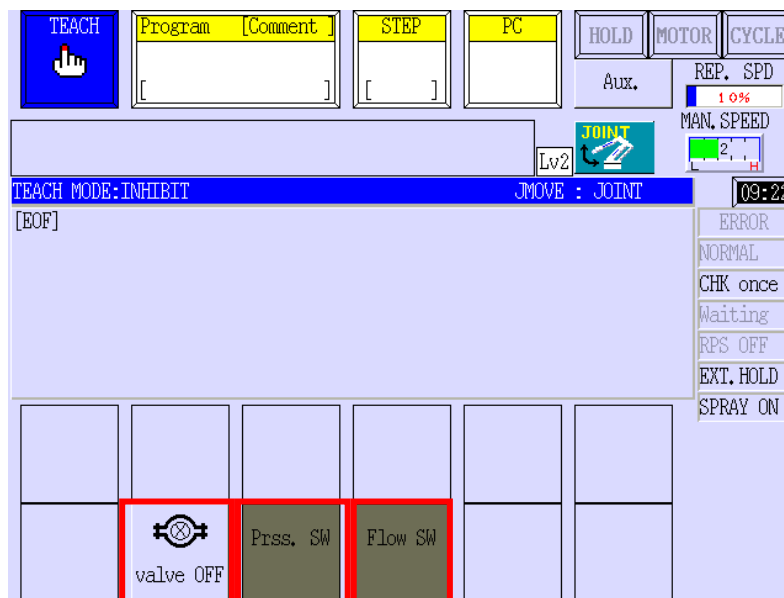 TEACH
Program [Comment ]
[ ]
STEP
[ ]
PC
HOLD
MOTOR
CYCLE
Aux.
REP. SPD
10%
MAN. SPEED
2
L H
JOINT
Lv2
TEACH MODE:INHIBIT JMOVE : JOINT
09:22
[EOF]
ERROR
NORMAL
CHK once
Waiting
RPS OFF
EXT. HOLD
SPRAY ON
valve OFF
Prss. SW
Flow SW